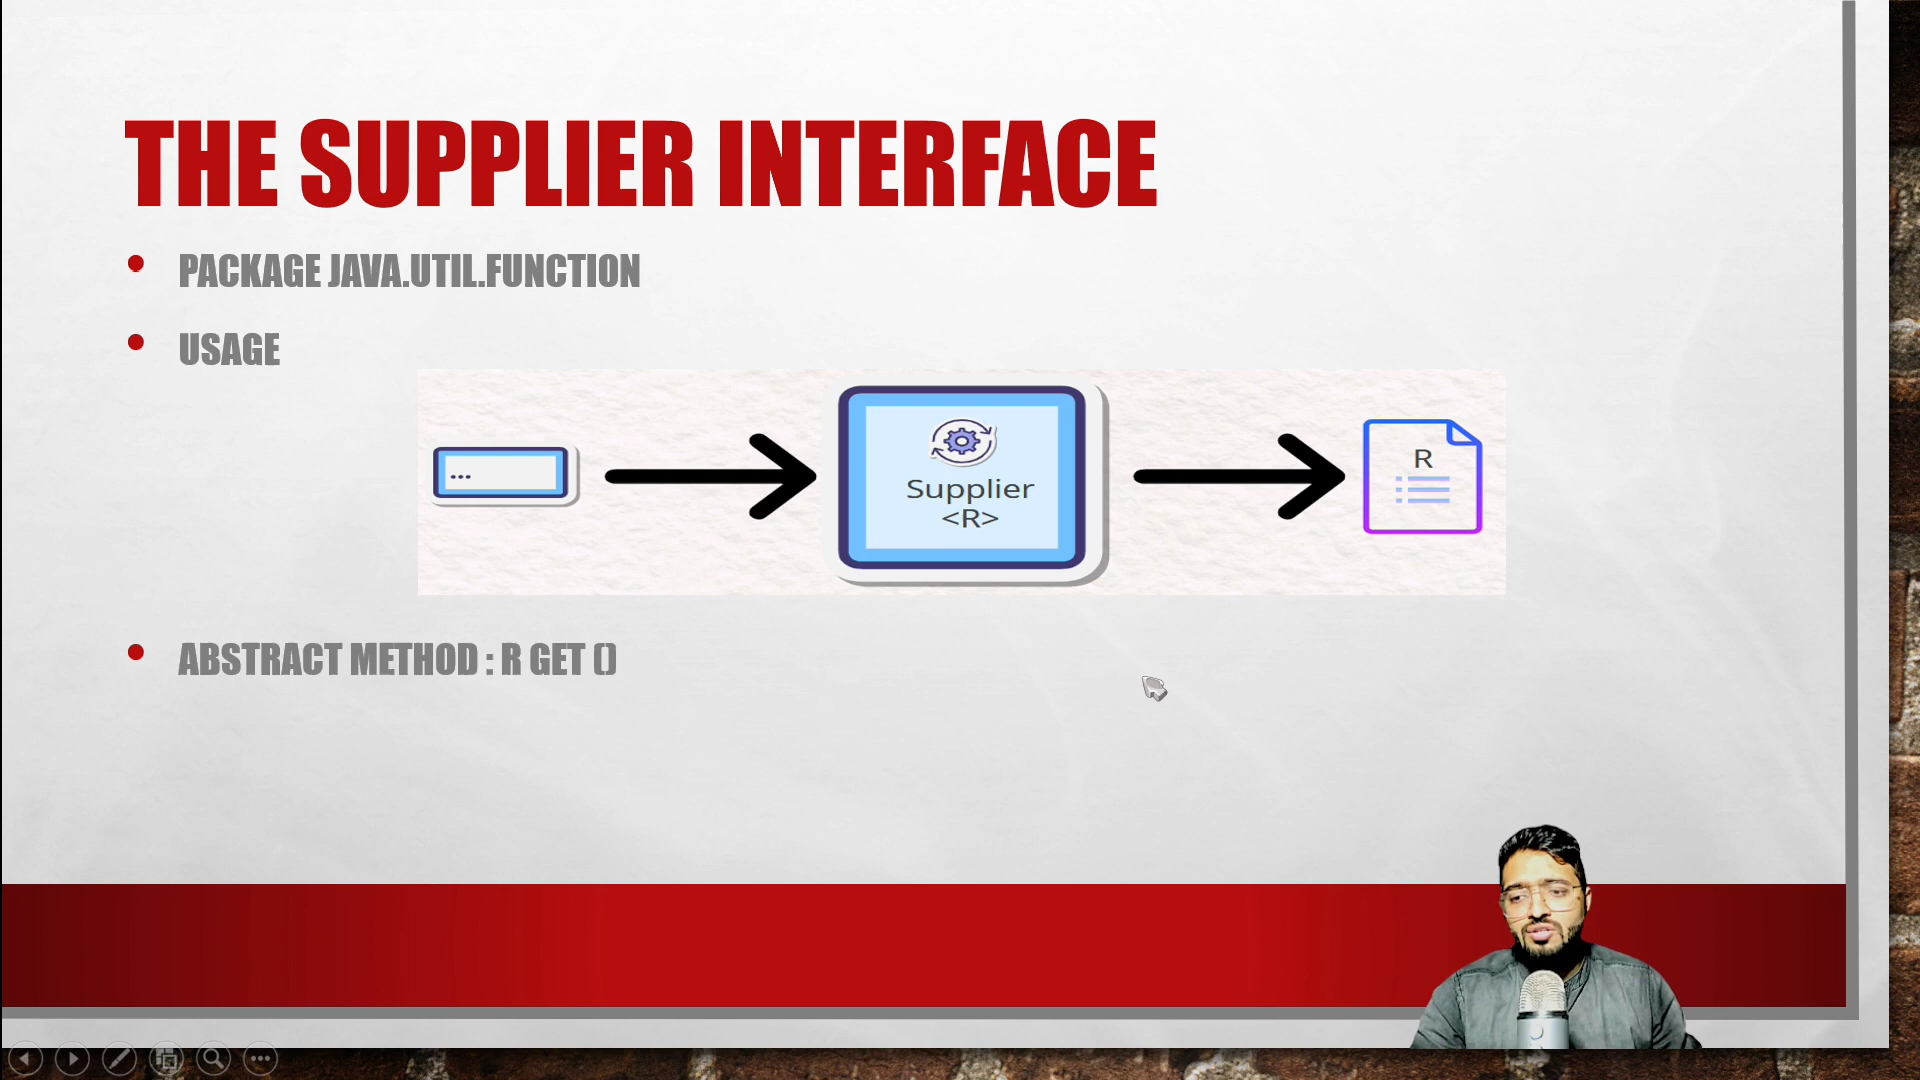 THE SUPPLIER INTERFACE
PACKAGE JAVA.UTIL.FUNCTION
USAGE
...
Supplier
<R>
R
ABSTRACT METHOD : R GET ()